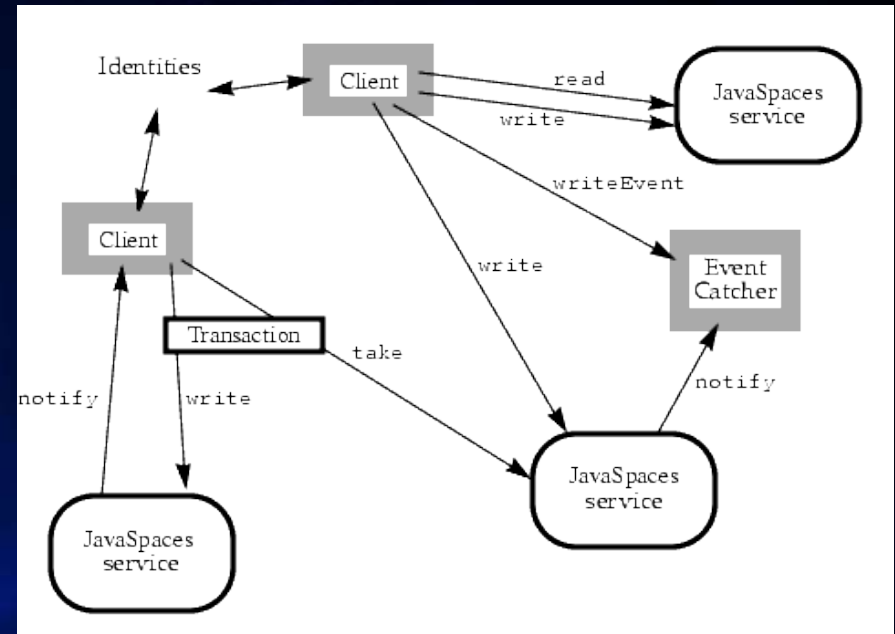 Identities
Client
read
JavaSpaces
service
write
writeEvent
Client
write
Event
Catcher
Transaction
take
notify
write
notify
JavaSpaces
service
JavaSpaces
service